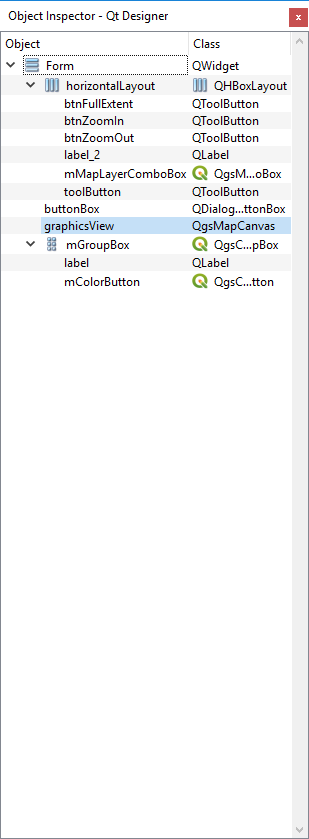 Object Inspector - Qt Designer
Object Class
Form QWidget
horizontalLayout QHBoxLayout
btnFullExtent QToolButton
btnZoomIn QToolButton
btnZoomOut QToolButton
label_2 QLabel
mMapLayerComboBox QgsM...oBox
toolButton QToolButton
buttonBox QDialog...ttonBox
graphicsView QgsMapCanvas
mGroupBox QgsC...pBox
label QLabel
mColorButton QgsC...tton